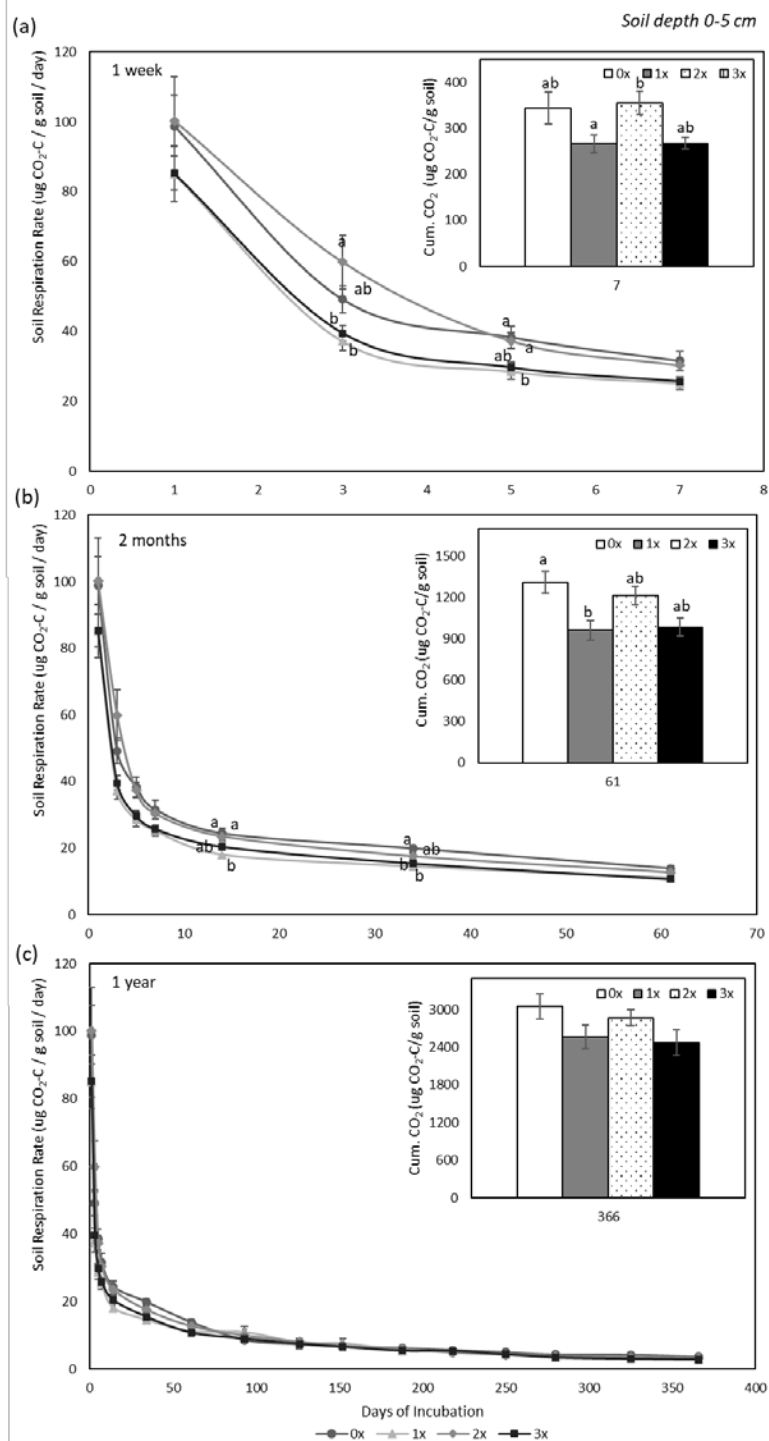 Soil depth 0-5 cm
(a)
1 week
Soil Respiration Rate (ug CO₂-C / g soil / day)
120
100
80
60
40
20
0
0 1 2 3 4 5 6 7 8
a
ab
b
b
a
a
ab
b
0x 1x 2x 3x
Cum. CO₂ (ug CO₂-C/g soil)
400
300
200
100
0
ab a b ab
7
(b)
2 months
Soil Respiration Rate (ug CO₂-C / g soil / day)
120
100
80
60
40
20
0
0 10 20 30 40 50 60 70
a a
ab
b
a
ab
b
b
0x 1x 2x 3x
Cum. CO₂ (ug CO₂-C/g soil)
1500
1200
900
600
300
0
a b ab ab
61
(c)
1 year
Soil Respiration Rate (ug CO₂-C / g soil / day)
120
100
80
60
40
20
0
0 50 100 150 200 250 300 350 400
0x 1x 2x 3x
Cum. CO₂ (ug CO₂-C/g soil)
3000
2400
1800
1200
600
0
366
Days of Incubation
0x 1x 2x 3x